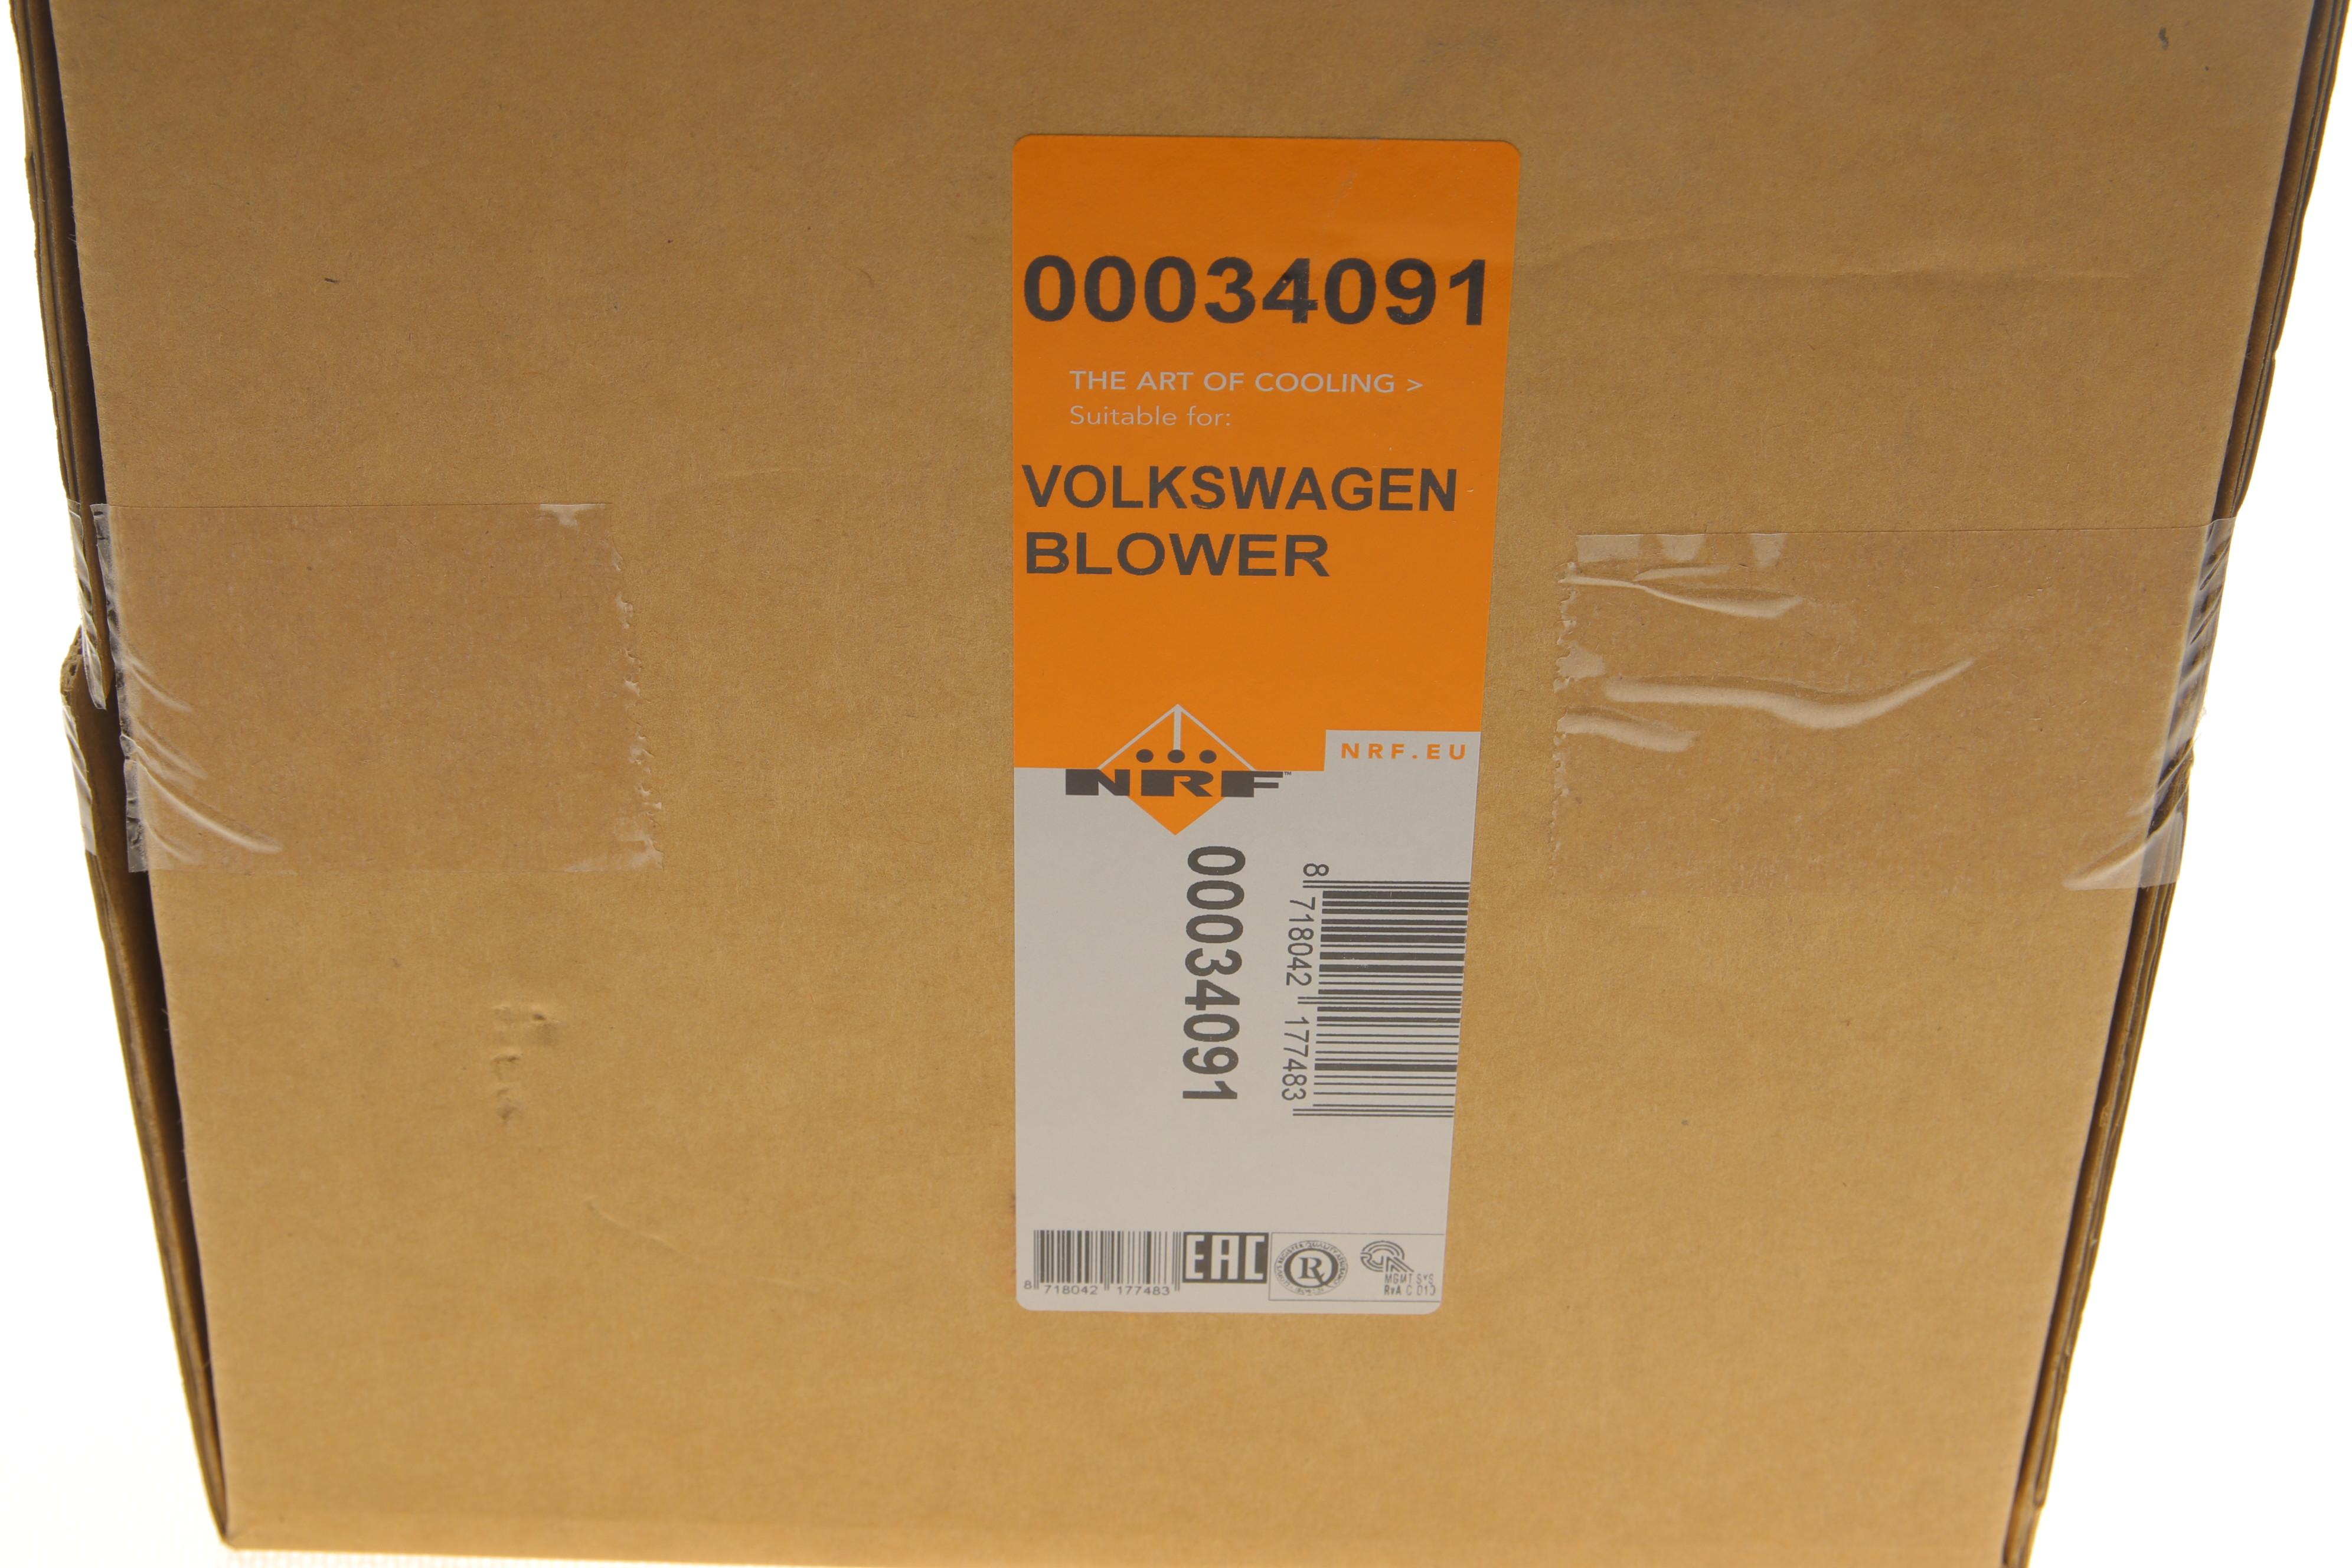 00034091
THE ART OF COOLING >
Suitable for:
VOLKSWAGEN
BLOWER
NRF.EU
NRF™
00034091
8 718042 177483
8 718042 177483
EAC
R
MGMT SYS
RvA C 013